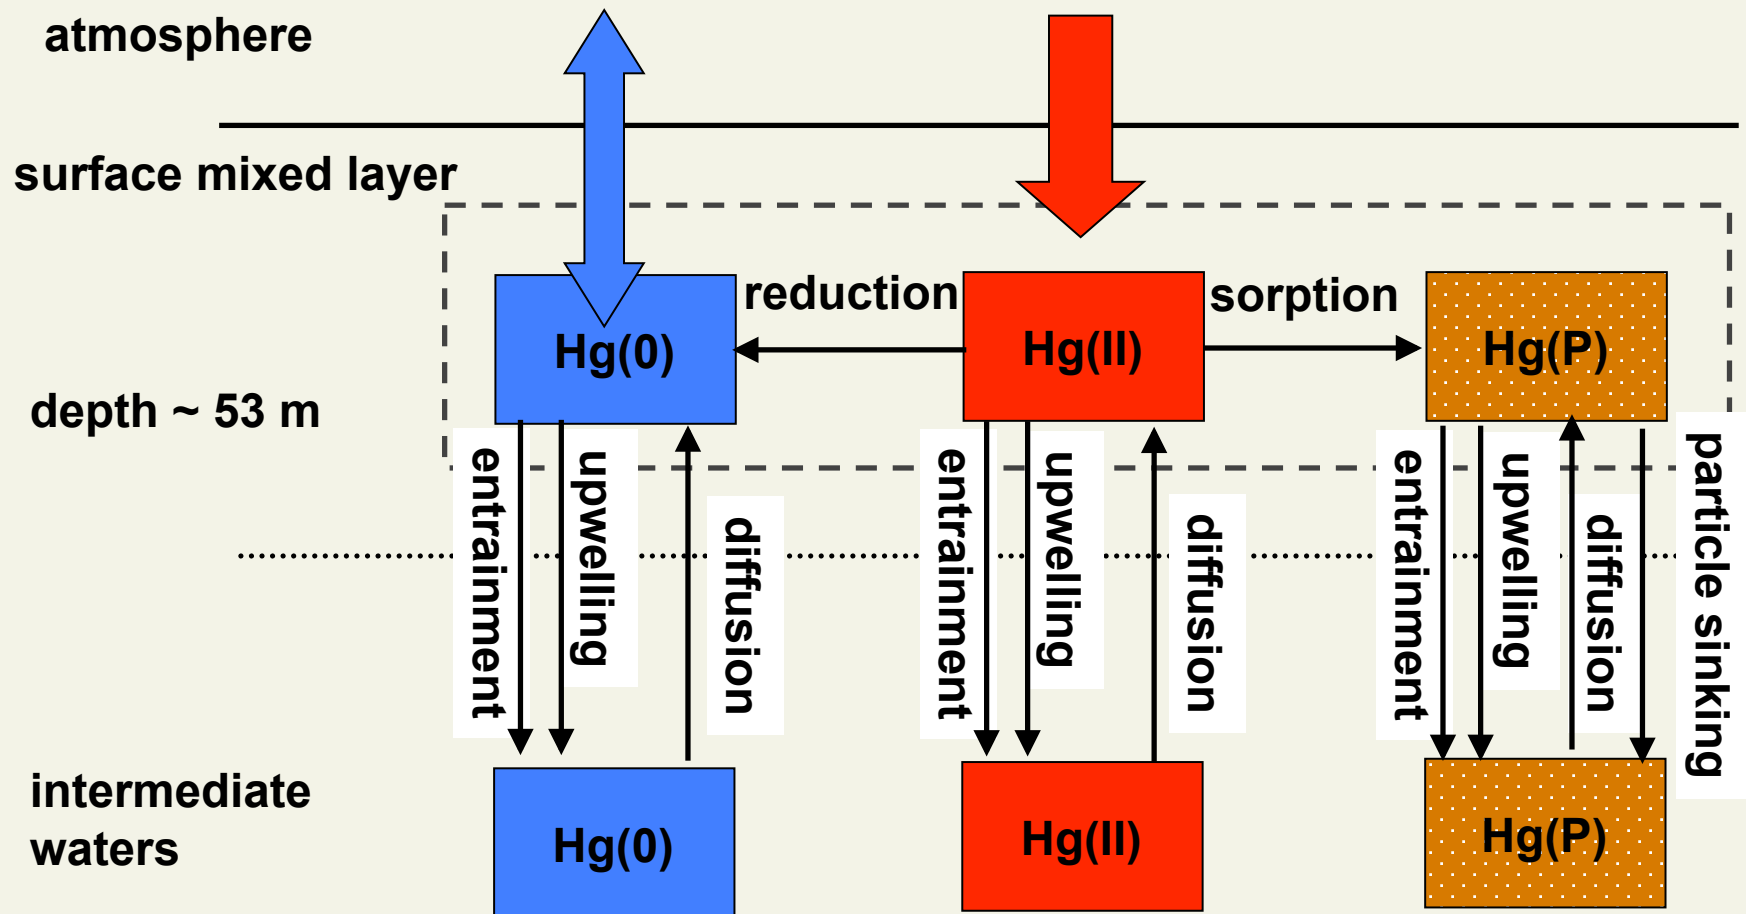 atmosphere
surface mixed layer
reduction
sorption
Hg(0)
Hg(II)
Hg(P)
depth ~ 53 m
entrainment
upwelling
diffusion
entrainment
upwelling
diffusion
entrainment
upwelling
diffusion
particle sinking
intermediate
waters
Hg(0)
Hg(II)
Hg(P)